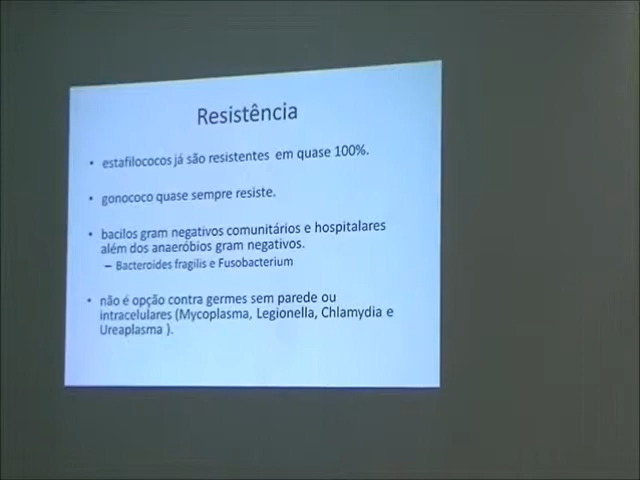 Resistência
• estafilococos já são resistentes em quase 100%.
• gonococo quase sempre resiste.
• bacilos gram negativos comunitários e hospitalares
além dos anaeróbios gram negativos.
– Bacteroides fragilis e Fusobacterium
• não é opção contra germes sem parede ou
intracelulares (Mycoplasma, Legionella, Chlamydia e
Ureaplasma ).